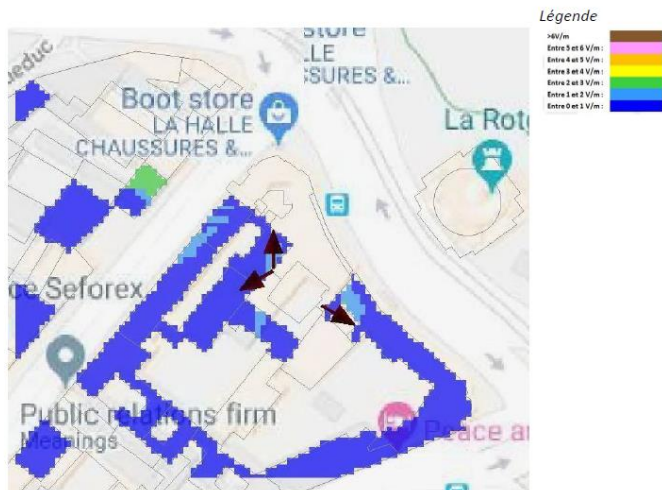 Légende
>6V/m
Entre 5 et 6 V/m :
Entre 4 et 5 V/m :
Entre 3 et 4 V/m :
Entre 2 et 3 V/m :
Entre 1 et 2 V/m :
Entre 0 et 1 V/m :
store
LLE
SSURES &...
educ
Boot store
LA HALLE
CHAUSSURES &...
La Rot
ce Seforex
Public relations firm
Meanings
Peace a